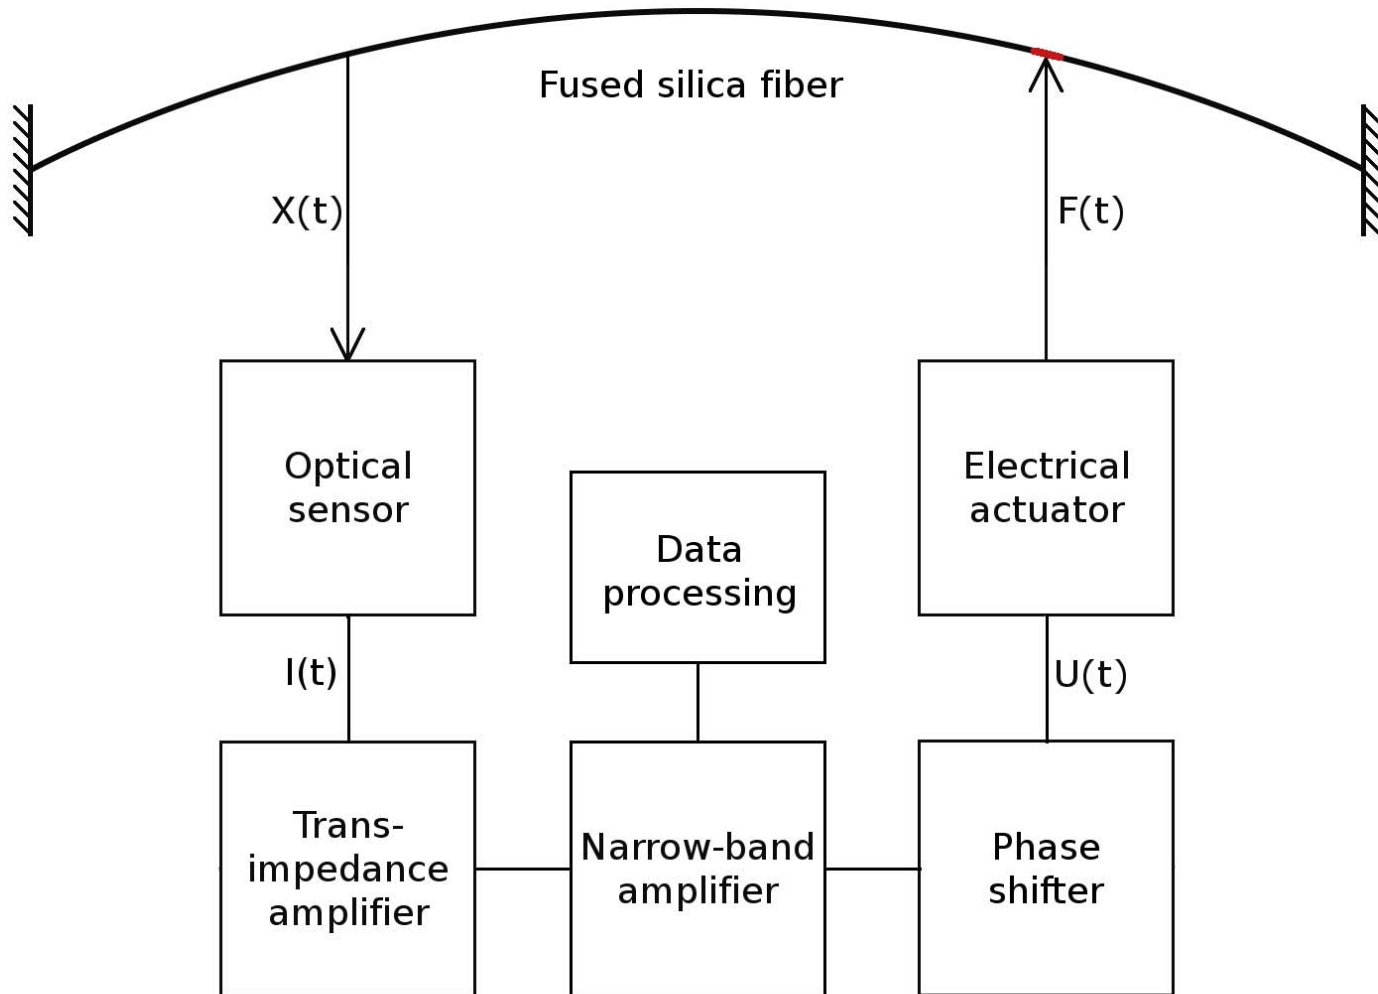 Fused silica fiber
X(t)
F(t)
Optical
sensor
Data
processing
Electrical
actuator
I(t)
U(t)
Trans-
impedance
amplifier
Narrow-band
amplifier
Phase
shifter